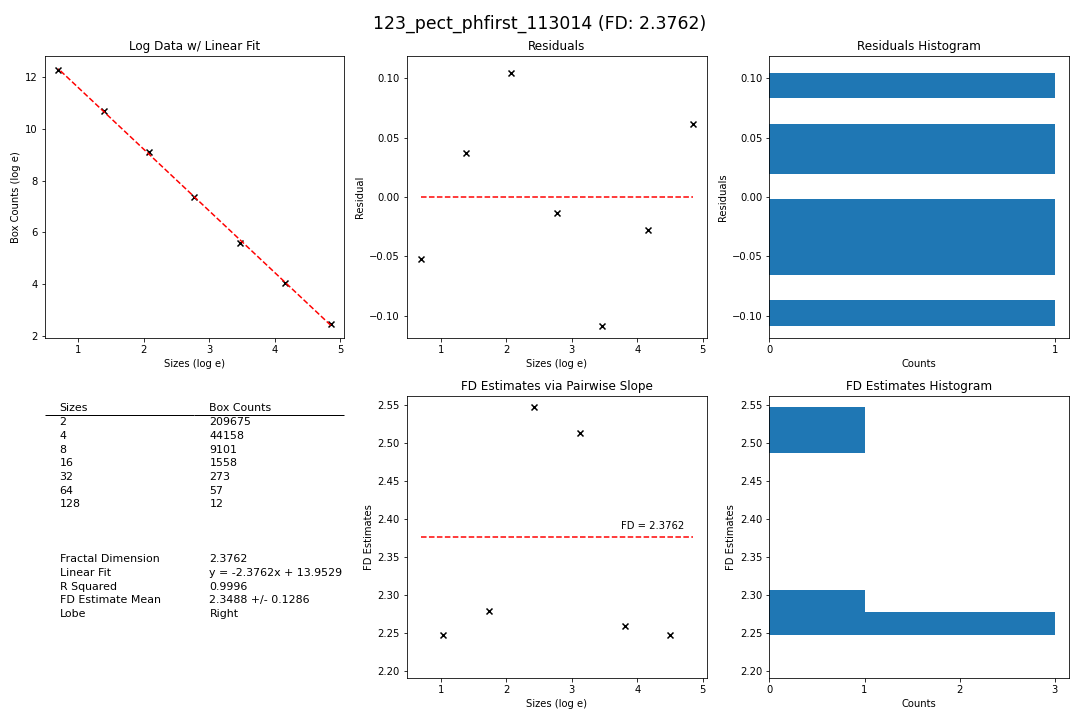 123_pect_phfirst_113014 (FD: 2.3762)
Log Data w/ Linear Fit
12
10
8
6
4
2
Box Counts (log e)
1 2 3 4 5
Sizes (log e)
Residuals
0.10
0.05
0.00
−0.05
−0.10
Residual
1 2 3 4 5
Sizes (log e)
Residuals Histogram
0.10
0.05
0.00
−0.05
−0.10
Residuals
0 1
Counts
Sizes Box Counts
2 209675
4 44158
8 9101
16 1558
32 273
64 57
128 12
Fractal Dimension 2.3762
Linear Fit y = -2.3762x + 13.9529
R Squared 0.9996
FD Estimate Mean 2.3488 +/- 0.1286
Lobe Right
FD Estimates via Pairwise Slope
2.55
2.50
2.45
2.40
2.35
2.30
2.25
2.20
FD Estimates
FD = 2.3762
1 2 3 4 5
Sizes (log e)
FD Estimates Histogram
2.55
2.50
2.45
2.40
2.35
2.30
2.25
2.20
FD Estimates
0 1 2 3
Counts